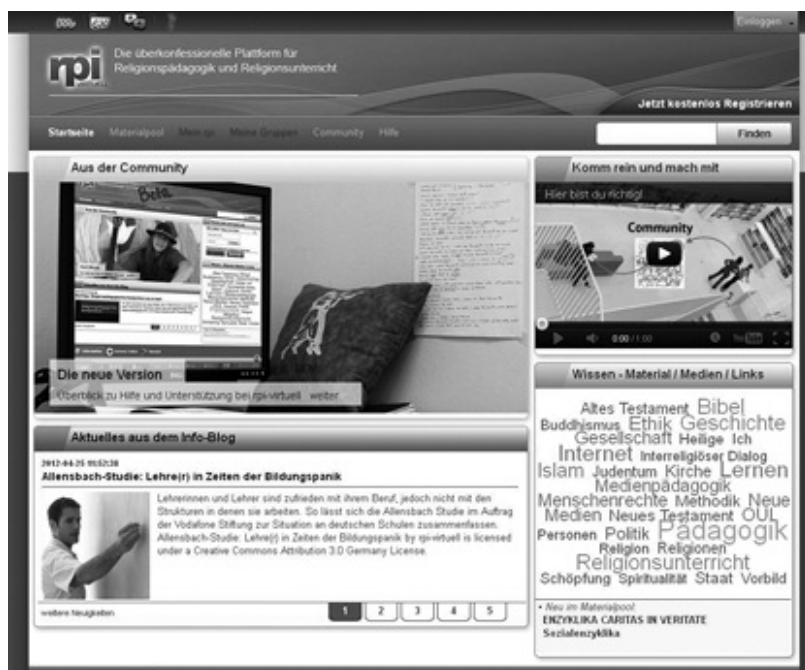 Einloggen
rpi
Die überkonfessionelle Plattform für
Religionspädagogik und Religionsunterricht
Jetzt kostenlos Registrieren
Startseite Materialpool Mein rpi Meine Gruppen Community Hilfe
Finden
Aus der Community
Die neue Version
Überblick zu Hilfe und Unterstützung bei rpi-virtuell weiter
Komm rein und mach mit
Hier bist du richtig!
Community
0:00 / 1:00
YouTube
Wissen - Material / Medien / Links
Altes Testament Bibel
Buddhismus Ethik Geschichte
Gesellschaft Heilige Ich
Internet Interreligiöser Dialog
Islam Judentum Kirche Lernen
Medienpädagogik
Menschenrechte Methodik Neue
Medien Neues Testament OUL
Personen Politik Pädagogik
Religion Religionen
Religionsunterricht
Schöpfung Spiritualität Staat Vorbild
• Neu im Materialpool:
ENZYKLIKA CARITAS IN VERITATE
Sozialenzyklika
Aktuelles aus dem Info-Blog
2012-04-25 11:52:38
Allensbach-Studie: Lehre(r) in Zeiten der Bildungspanik
Lehrerinnen und Lehrer sind zufrieden mit ihrem Beruf, jedoch nicht mit den
Strukturen in denen sie arbeiten. So lässt sich die Allensbach Studie im Auftrag
der Vodafone Stiftung zur Situation an deutschen Schulen zusammenfassen.
Allensbach-Studie: Lehre(r) in Zeiten der Bildungspanik by rpi-virtuell is licensed
under a Creative Commons Attribution 3.0 Germany License.
weitere Neuigkeiten
1 2 3 4 5